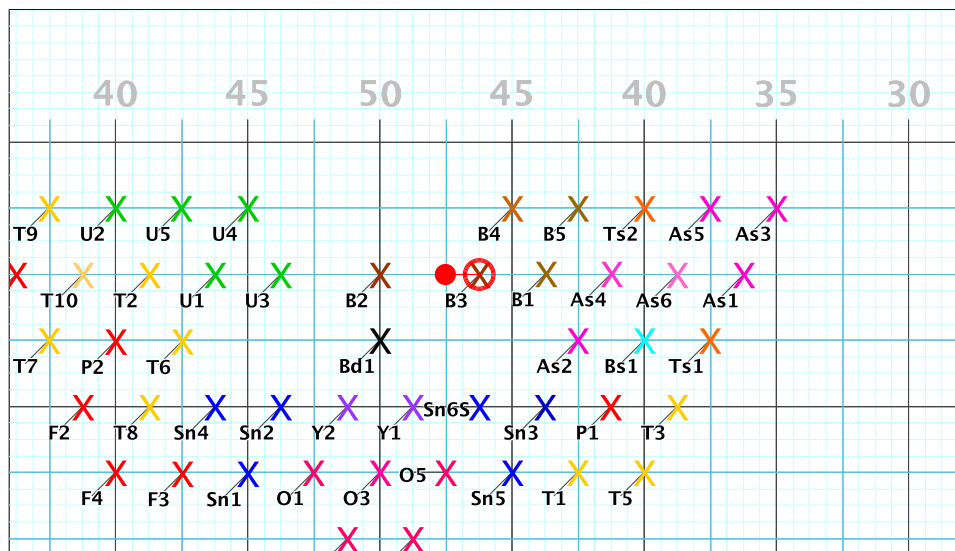 40 45 50 45 40 35 30
T9 U2 U5 U4 B4 B5 Ts2 As5 As3
T10 T2 U1 U3 B2 B3 B1 As4 As6 As1
T7 P2 T6 Bd1 As2 Bs1 Ts1
F2 T8 Sn4 Sn2 Y2 Y1 Sn6S Sn3 P1 T3
F4 F3 Sn1 O1 O3 O5 Sn5 T1 T5